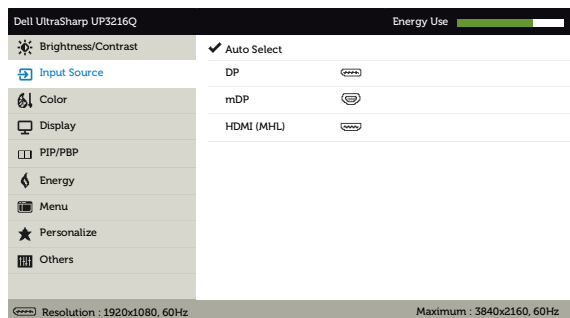 Dell UltraSharp UP3216Q Energy Use
Brightness/Contrast
Auto Select
Input Source
DP
Color
mDP
Display
HDMI (MHL)
PIP/PBP
Energy
Menu
Personalize
Others
Resolution : 1920x1080, 60Hz Maximum : 3840x2160, 60Hz